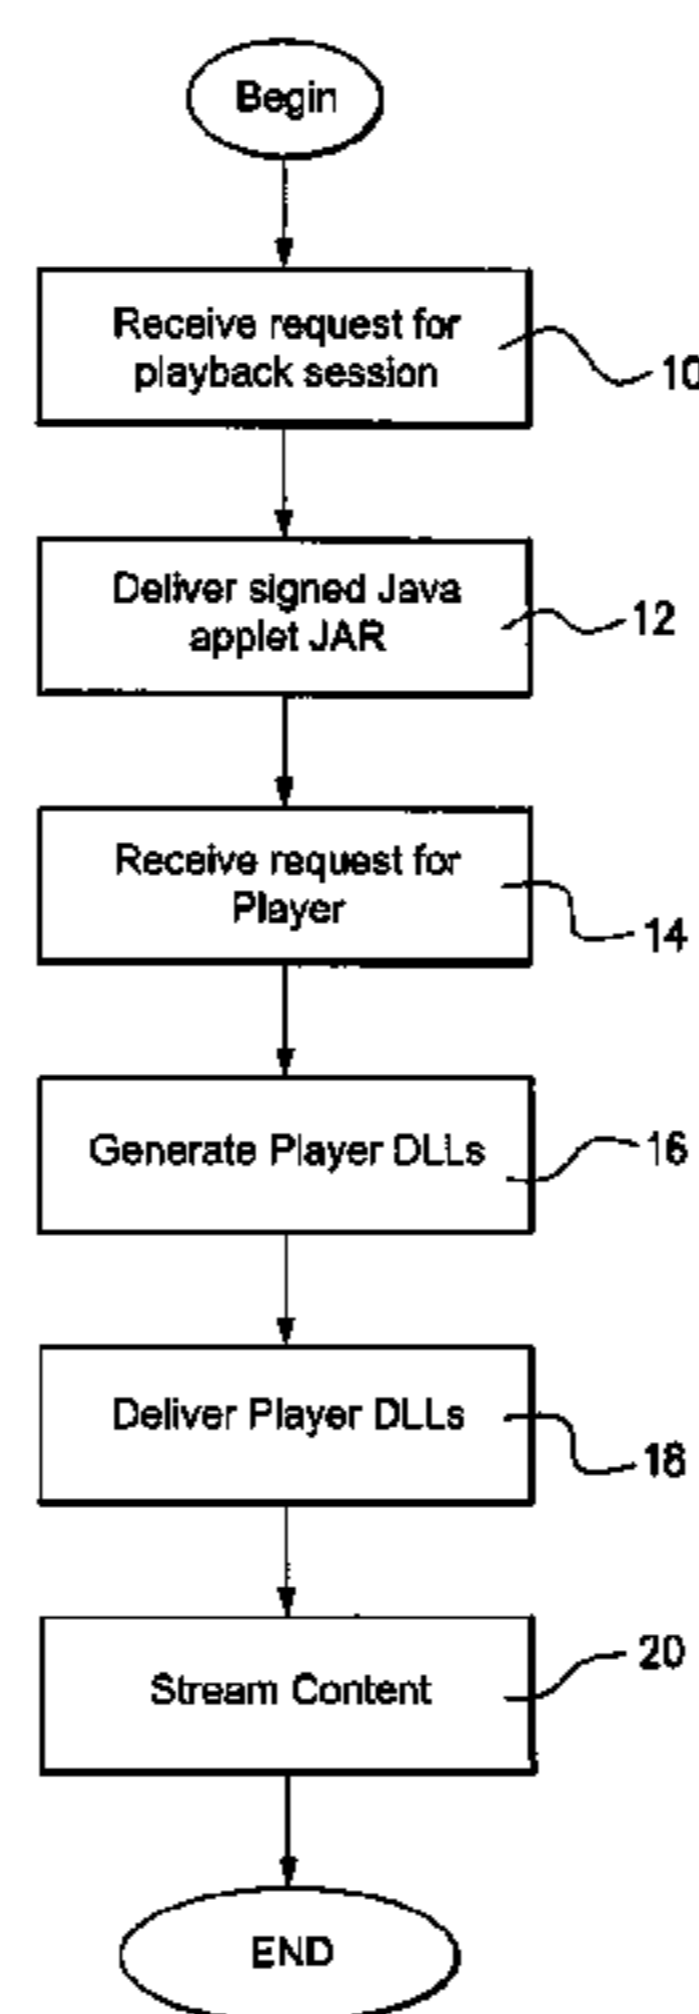 Begin
Receive request for
playback session
10
Deliver signed Java
applet JAR
12
Receive request for
Player
14
Generate Player DLLs
16
Deliver Player DLLs
18
Stream Content
20
END